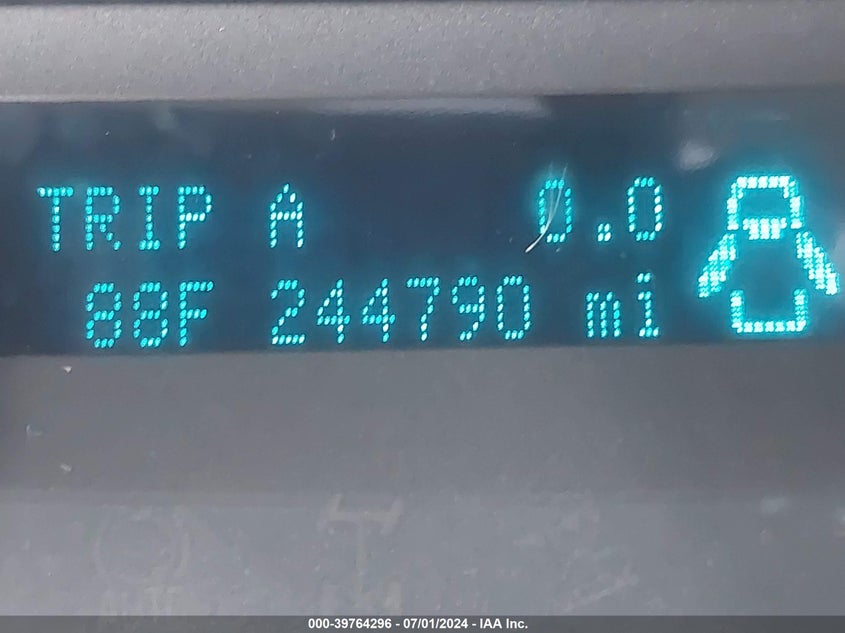 TRIP A 0.0
88F 244790 mi
000-39764296 - 07/01/2024 - IAA Inc.